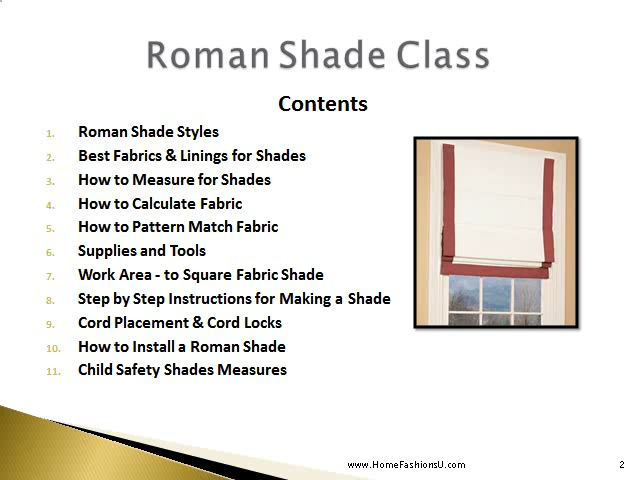 Roman Shade Class
Contents
1. Roman Shade Styles
2. Best Fabrics & Linings for Shades
3. How to Measure for Shades
4. How to Calculate Fabric
5. How to Pattern Match Fabric
6. Supplies and Tools
7. Work Area - to Square Fabric Shade
8. Step by Step Instructions for Making a Shade
9. Cord Placement & Cord Locks
10. How to Install a Roman Shade
11. Child Safety Shades Measures
www.HomeFashionsU.com 2